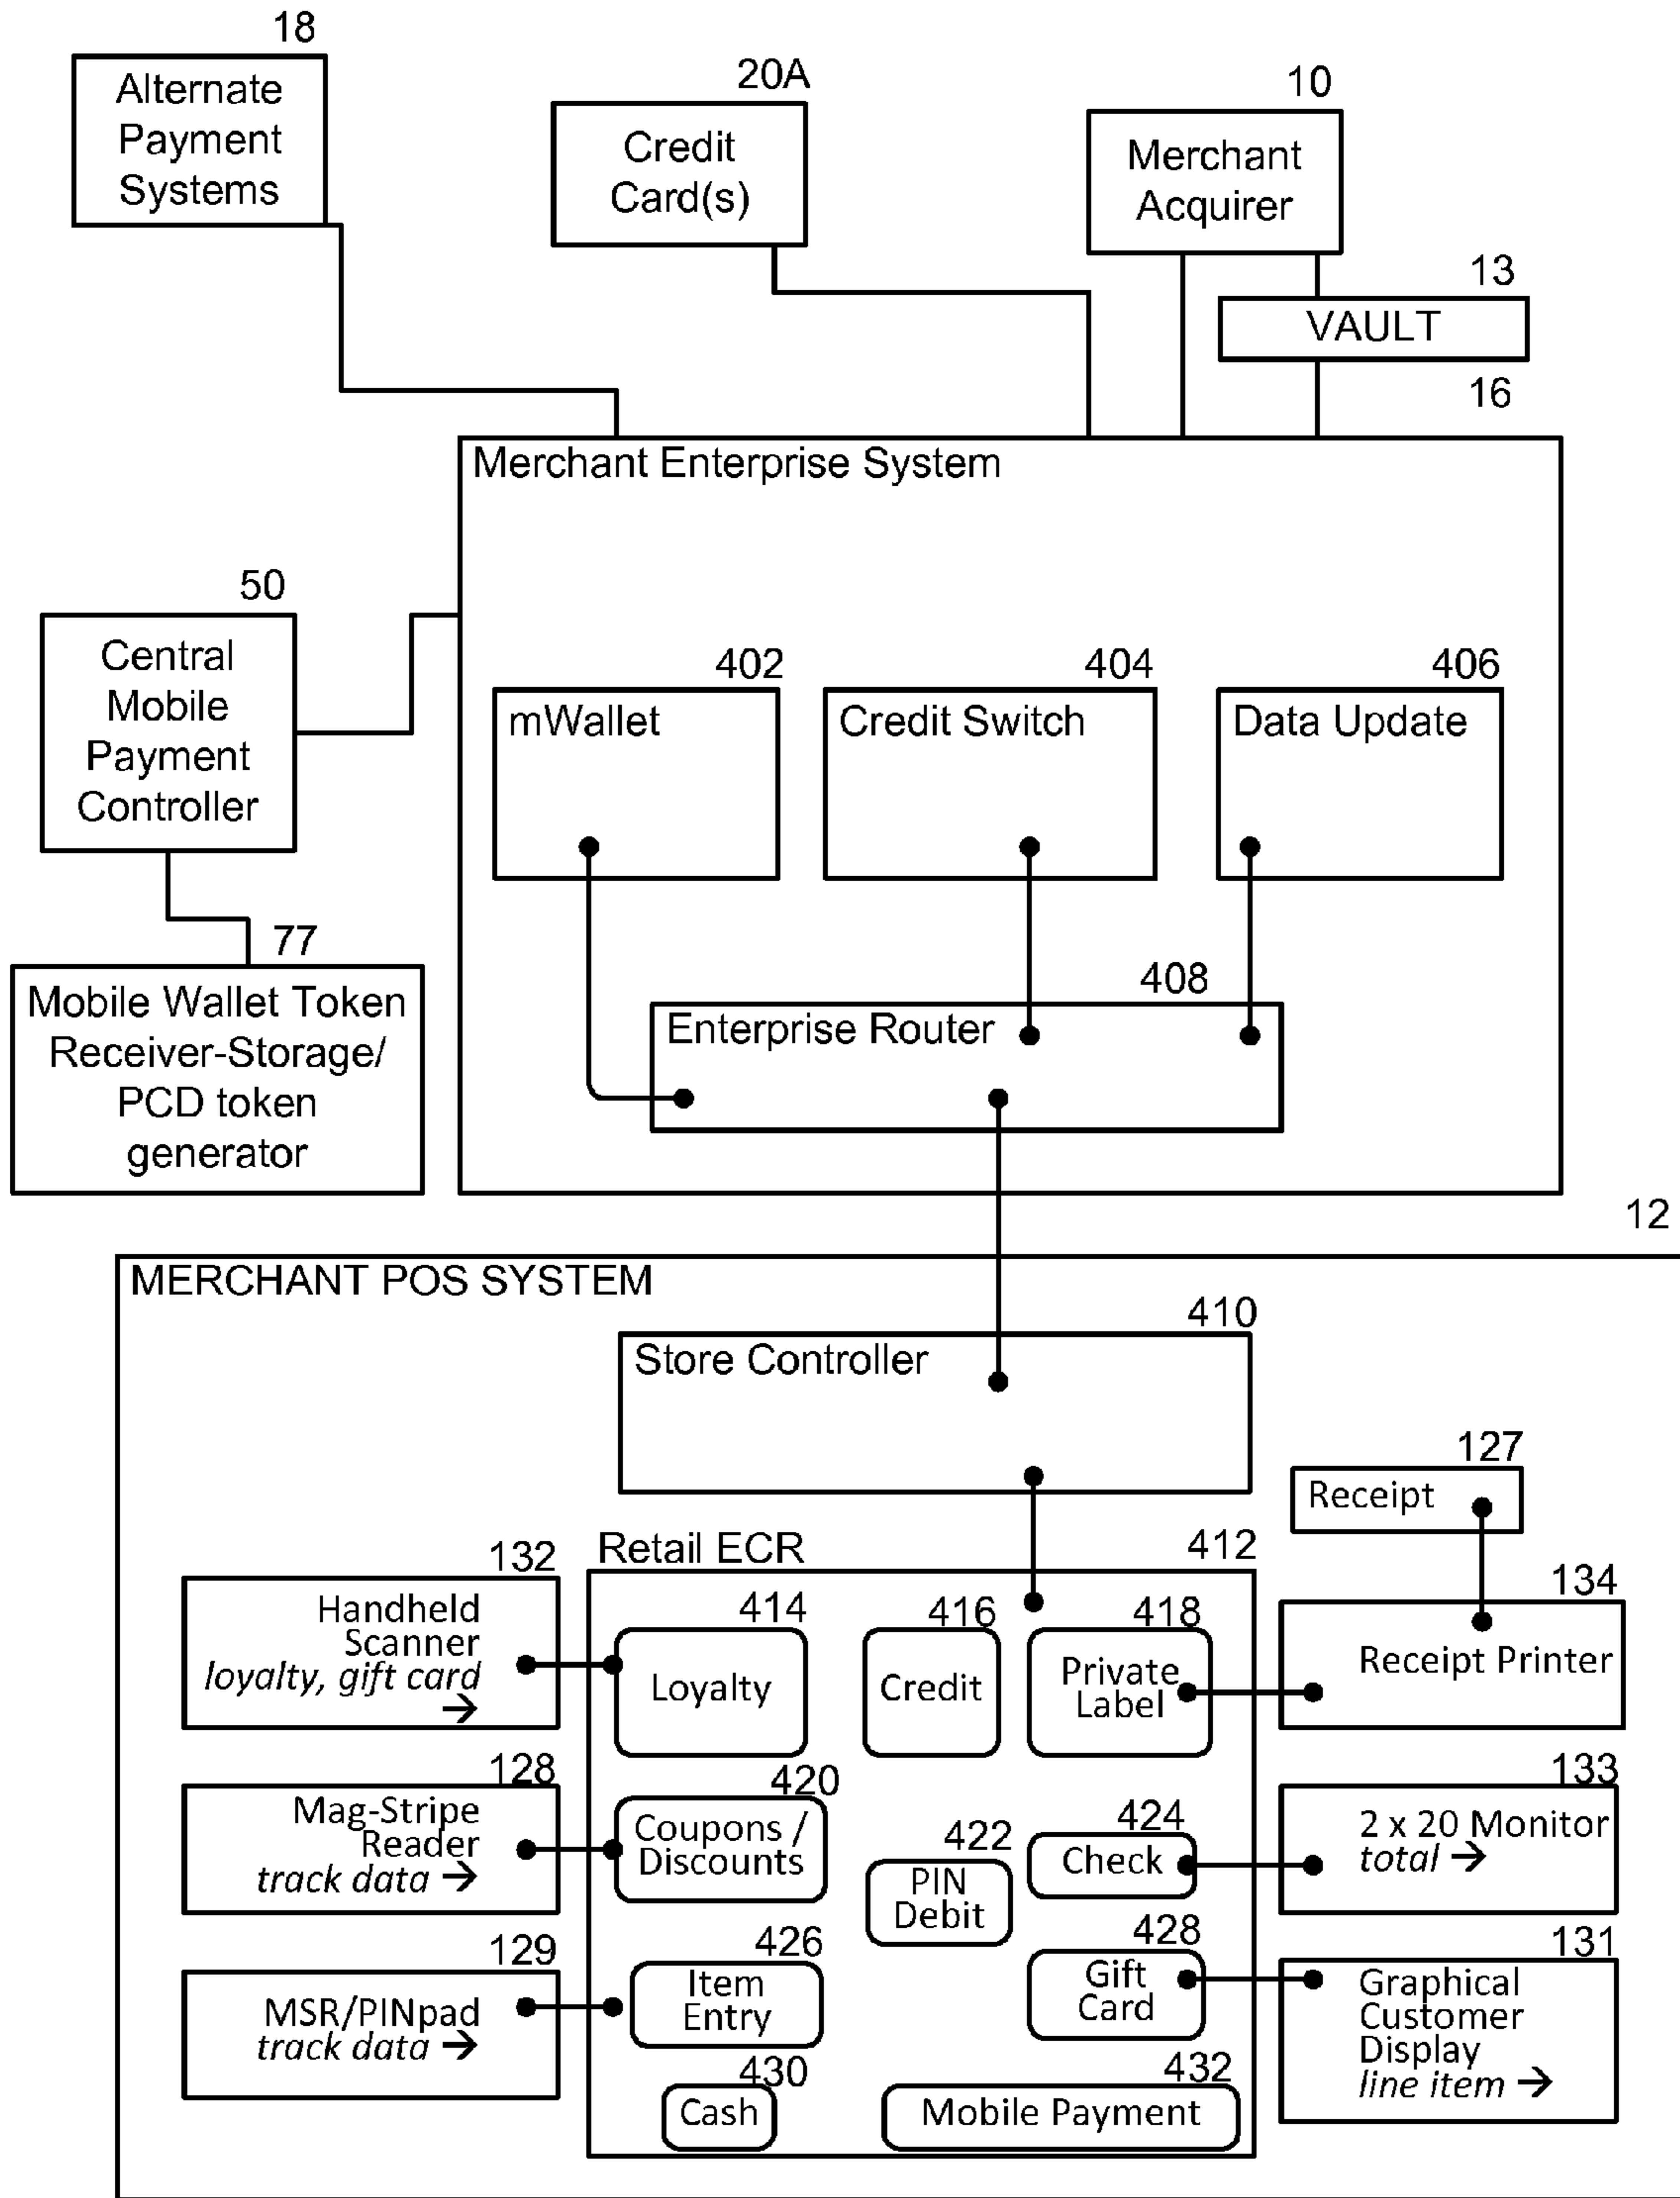 18
Alternate
Payment
Systems
20A
Credit
Card(s)
10
Merchant
Acquirer
13
VAULT
16
Merchant Enterprise System
50
Central
Mobile
Payment
Controller
77
Mobile Wallet Token
Receiver-Storage/
PCD token
generator
402
mWallet
404
Credit Switch
406
Data Update
408
Enterprise Router
12
MERCHANT POS SYSTEM
410
Store Controller
127
Receipt
132
Handheld
Scanner
loyalty, gift card
→
Retail ECR
412
134
Receipt Printer
414
Loyalty
416
Credit
418
Private
Label
128
Mag-Stripe
Reader
track data →
420
Coupons /
Discounts
422
PIN
Debit
424
Check
133
2 x 20 Monitor
total →
129
MSR/PINpad
track data →
426
Item
Entry
428
Gift
Card
131
Graphical
Customer
Display
line item →
430
Cash
432
Mobile Payment